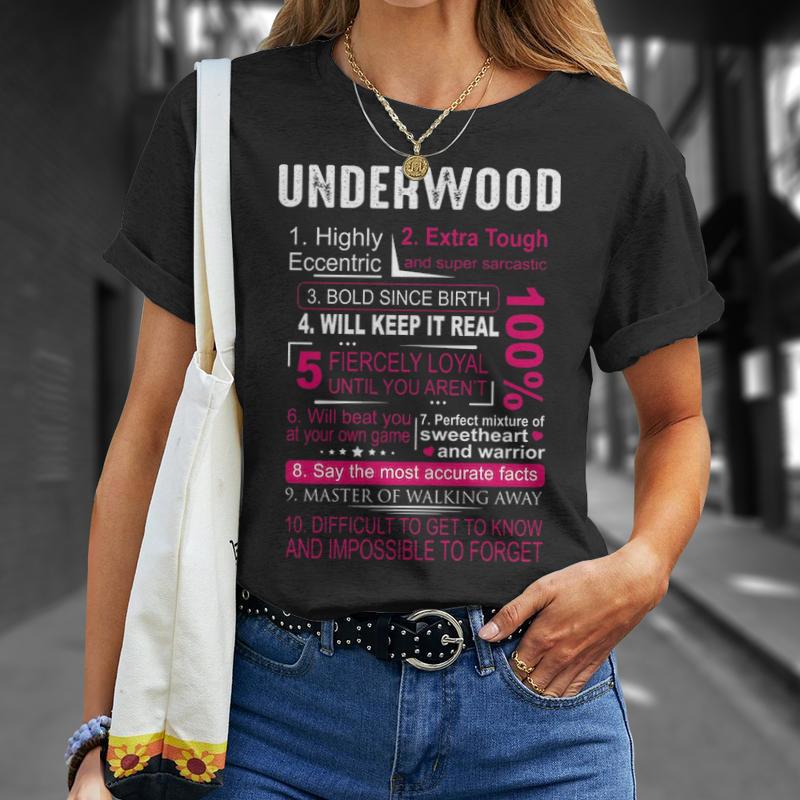 UNDERWOOD
1. Highly
Eccentric
2. Extra Tough
and super sarcastic
3. BOLD SINCE BIRTH
4. WILL KEEP IT REAL
100%
5 FIERCELY LOYAL
UNTIL YOU AREN'T
6. Will beat you
at your own game
7. Perfect mixture of
sweetheart
and warrior
8. Say the most accurate facts
9. MASTER OF WALKING AWAY
10. DIFFICULT TO GET TO KNOW
AND IMPOSSIBLE TO FORGET